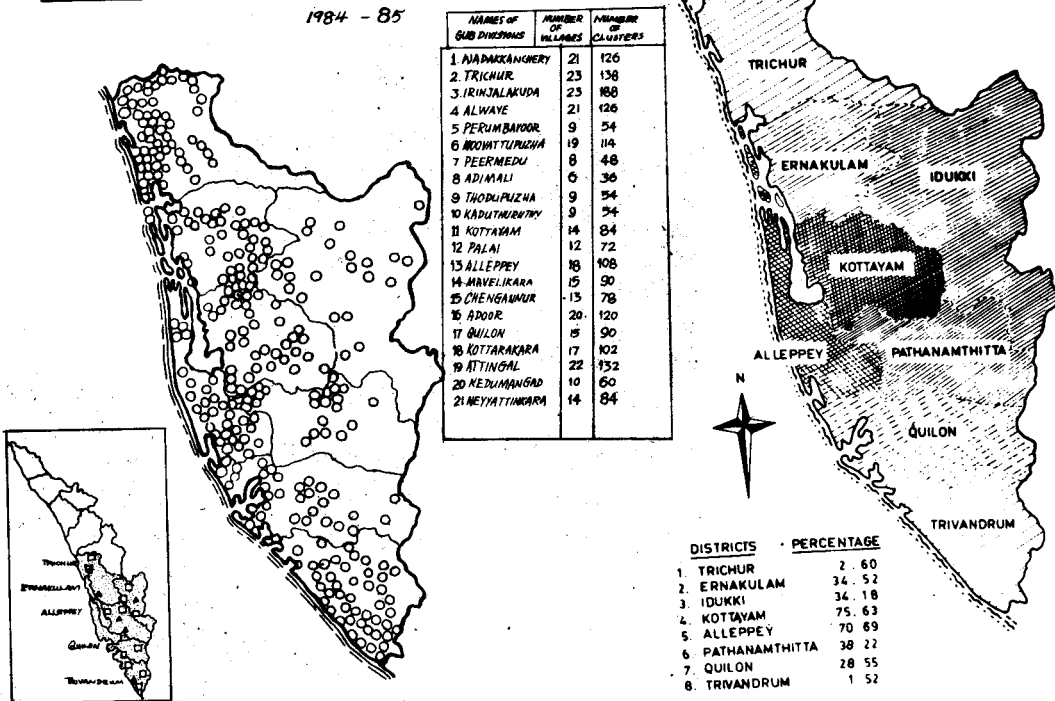 1984 - 85
NAMES OF SUB DIVISIONS NUMBER OF VILLAGES NUMBER OF CLUSTERS
1. WADAKKANCHERY 21 126
2. TRICHUR 23 138
3. IRINJALAKUDA 23 188
4 ALWAYE 21 126
5 PERUMBAVOOR 9 54
6 MOOVATTUPUZHA 19 114
7 PEERMEDU 8 48
8 ADIMALI 6 36
9 THODUPUZHA 9 54
10 KADUTHURUTHY 9 54
11 KOTTAYAM 14 84
12 PALAI 12 72
13 ALLEPPEY 18 108
14 MAVELIKARA 15 90
15 CHENGANNUR 13 78
16 ADOOR 20 120
17 QUILON 15 90
18 KOTTARAKARA 17 102
19 ATTINGAL 22 132
20 NEDUMANGAD 10 60
21 NEYYATTINKARA 14 84
TRICHUR
ERNAKULAM
ALLEPPEY
QUILON
TRIVANDRUM
TRICHUR
ERNAKULAM
IDUKKI
KOTTAYAM
ALLEPPEY
PATHANAMTHITTA
QUILON
TRIVANDRUM
N
DISTRICTS PERCENTAGE
1. TRICHUR 2.60
2. ERNAKULAM 34.52
3. IDUKKI 34.18
4. KOTTAYAM 75.63
5. ALLEPPEY 70 69
6. PATHANAMTHITTA 38 22
7. QUILON 28 55
8. TRIVANDRUM 1 52